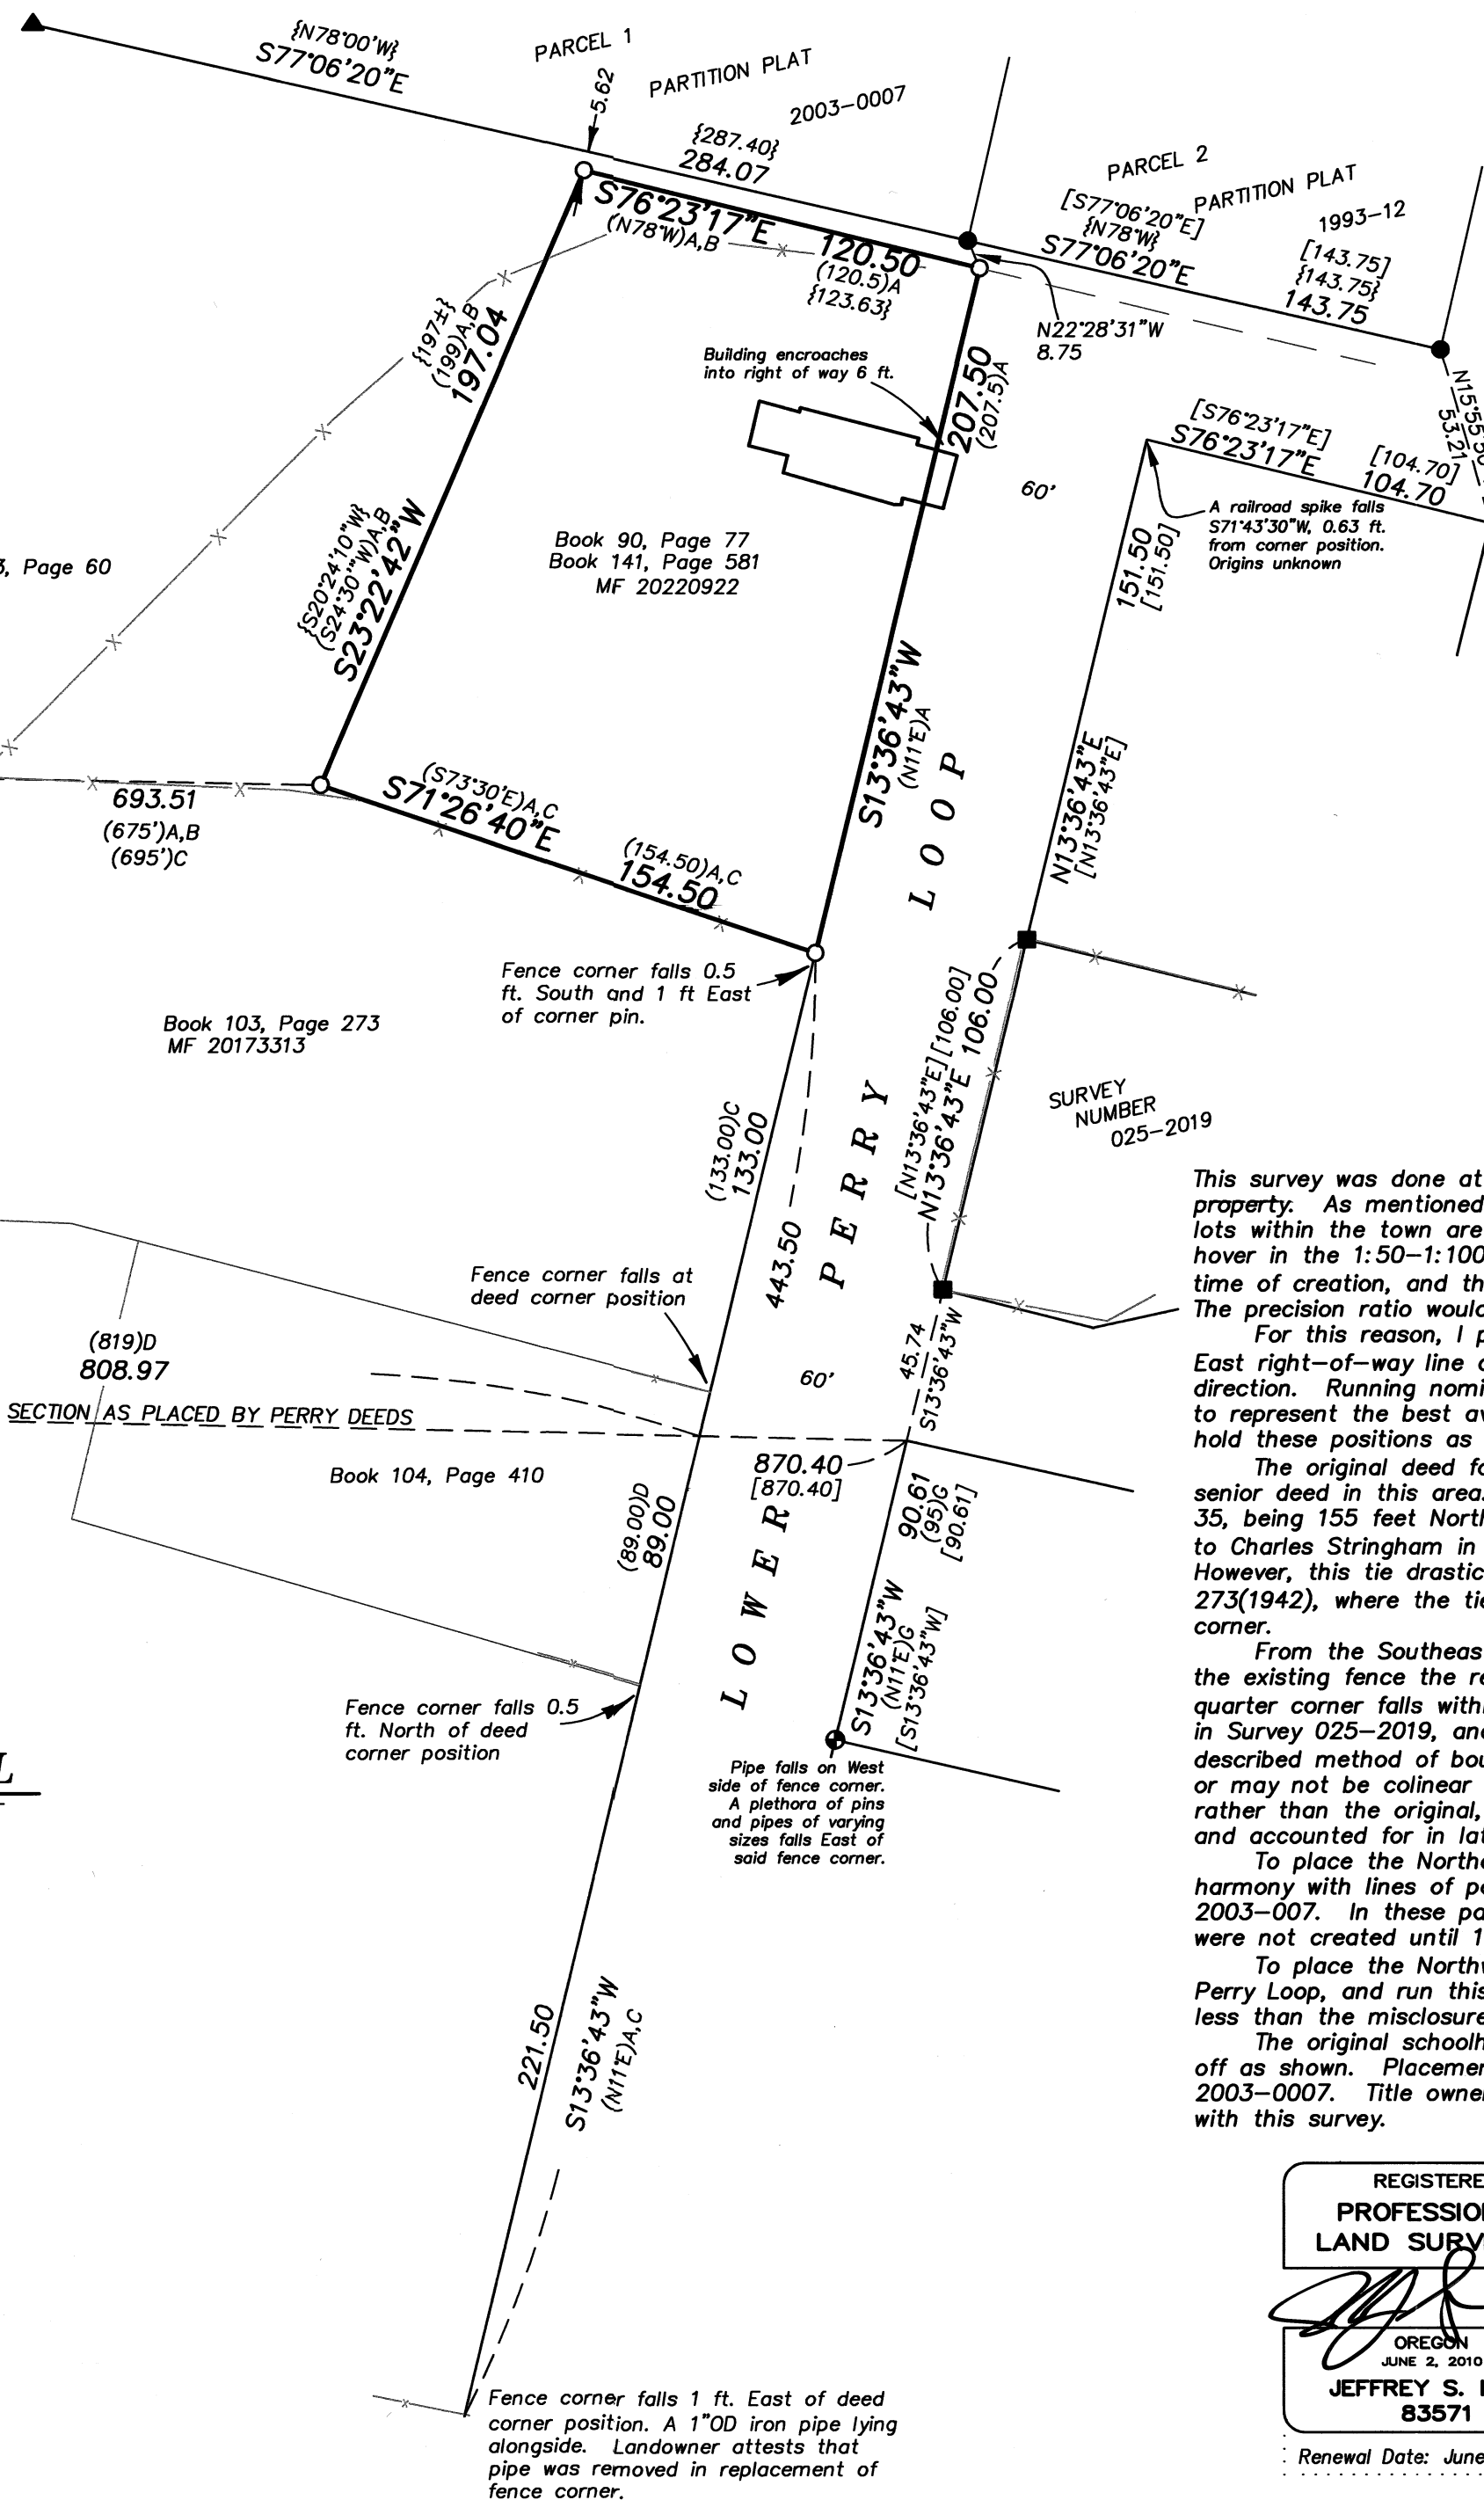 {N78°00'W}
S77°06'20"E
PARCEL 1
PARTITION PLAT
2003-0007
5.62
{287.40}
284.07
PARCEL 2
PARTITION PLAT
1993-12
[S77°06'20"E]
{N78°W}
S77°06'20"E
[143.75]
{143.75}
143.75
S76°23'17"E
(N78°W)A,B
120.50
(120.5)A
{123.63}
N22°28'31"W
8.75
{197±}
(199)A,B
197.04
Building encroaches
into right of way 6 ft.
207.50
(207.5)A
60'
[S76°23'17"E]
S76°23'17"E
[104.70]
104.70
53.21
A railroad spike falls
S71°43'30"W, 0.63 ft.
from corner position.
Origins unknown
151.50
[151.50]
, Page 60
{S20°24'10"W}
(S24°30'"W)A,B
S23°22'42"W
Book 90, Page 77
Book 141, Page 581
MF 20220922
S13°36'43"W
(N11°E)A
N13°36'43"E
[N13°36'43"E]
693.51
(675')A,B
(695')C
(S73°30'E)A,C
S71°26'40"E
(154.50)A,C
154.50
LOWER PERRY LOOP
Fence corner falls 0.5
ft. South and 1 ft East
of corner pin.
Book 103, Page 273
MF 20173313
[N13°36'43"E][106.00]
N13°36'43"E 106.00
SURVEY
NUMBER
025-2019
(133.00)C
133.00
443.50
Fence corner falls at
deed corner position
(819)D
808.97
60'
45.74
S13°36'43"W
SECTION AS PLACED BY PERRY DEEDS
Book 104, Page 410
870.40
[870.40]
(89.00)D
89.00
90.61
(95)G
[90.61]
S13°36'43"W
(N11°E)G
[S13°36'43"W]
Fence corner falls 0.5
ft. North of deed
corner position
Pipe falls on West
side of fence corner.
A plethora of pins
and pipes of varying
sizes falls East of
said fence corner.
221.50
S13°36'43"W
(N11°E)A,C
Fence corner falls 1 ft. East of deed
corner position. A 1"OD iron pipe lying
alongside. Landowner attests that
pipe was removed in replacement of
fence corner.
This survey was done at
property. As mentioned
lots within the town are
hover in the 1:50-1:100
time of creation, and th
The precision ratio would
For this reason, I p
East right-of-way line o
direction. Running nomi
to represent the best av
hold these positions as
The original deed fo
senior deed in this area.
35, being 155 feet North
to Charles Stringham in
However, this tie drastic
273(1942), where the tie
corner.
From the Southeas
the existing fence the re
quarter corner falls with
in Survey 025-2019, and
described method of bou
or may not be colinear
rather than the original,
and accounted for in lat
To place the Northe
harmony with lines of po
2003-007. In these pa
were not created until 1
To place the Northw
Perry Loop, and run this
less than the misclosure
The original schoolh
off as shown. Placemen
2003-0007. Title owne
with this survey.
REGISTERE
PROFESSION
LAND SURV
OREGON
JUNE 2, 2010
JEFFREY S.
83571
Renewal Date: June